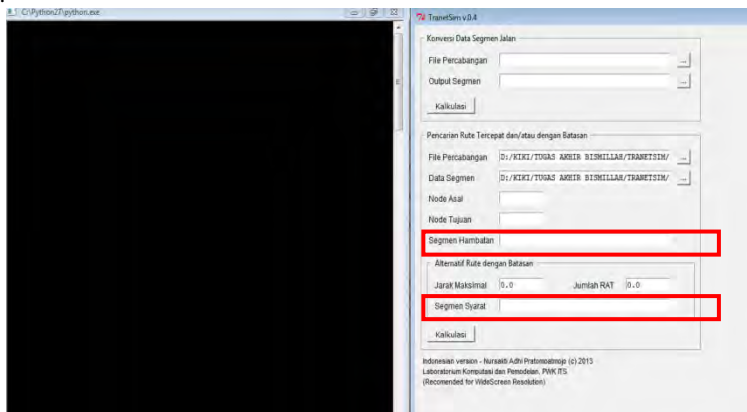 C:\Python27\python.exe
TranetSim v.0.4
Konversi Data Segmen Jalan
File Percabangan
...
Output Segmen
...
Kalkulasi
Pencarian Rute Tercepat dan/atau dengan Batasan
File Percabangan D:/KIKI/TUGAS AKHIR BISMILLAH/TRANETSIM/ ...
Data Segmen D:/KIKI/TUGAS AKHIR BISMILLAH/TRANETSIM/ ...
Node Asal
Node Tujuan
Segmen Hambatan
Alternatif Rute dengan Batasan
Jarak Maksimal 0.0 Jumlah RAT 0.0
Segmen Syarat
Kalkulasi
Indonesian version - Nursakti Adhi Pratomoatmojo (c) 2013
Laboratorium Komputasi dan Pemodelan. PWK ITS
(Recomended for WideScreen Resolution)